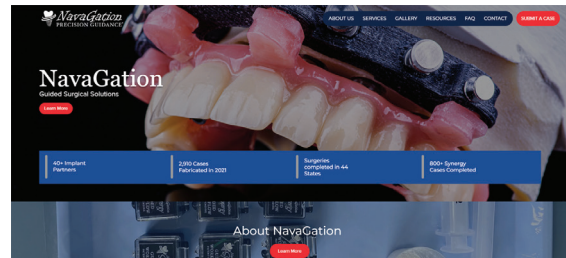 NavaGation
PRECISION GUIDANCE
ABOUT US SERVICES GALLERY RESOURCES FAQ CONTACT SUBMIT A CASE
NavaGation
Guided Surgical Solutions
Learn More
40+ Implant
Partners
2,910 Cases
Fabricated in 2021
Surgeries
completed in 44
States
800+ Synergy
Cases Completed
About NavaGation
Learn More